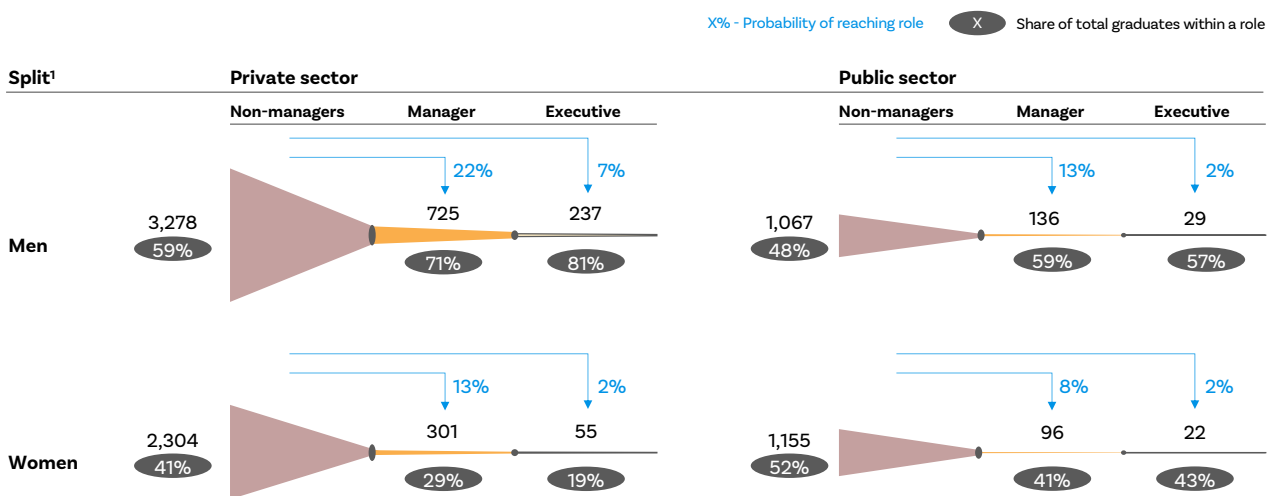 X% - Probability of reaching role X Share of total graduates within a role
Split¹ Private sector Public sector
Non-managers Manager Executive Non-managers Manager Executive
22% 7% 13% 2%
3,278 725 237 1,067 136 29
Men 59% 71% 81% 48% 59% 57%
13% 2% 8% 2%
2,304 301 55 1,155 96 22
Women 41% 29% 19% 52% 41% 43%